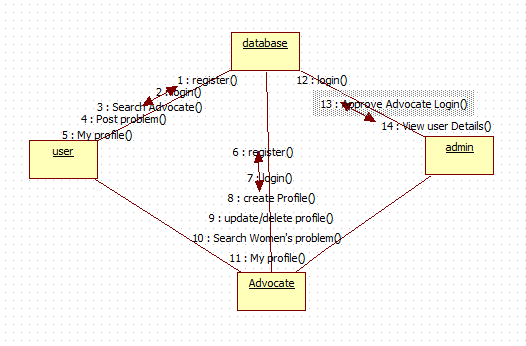 database
1 : register()
12 : login()
2 : login()
3 : Search Advocate()
13 : Approve Advocate Login()
4 : Post problem()
14 : View user Details()
5 : My profile()
user
6 : register()
admin
7 : login()
8 : create Profile()
9 : update/delete profile()
10 : Search Women's problem()
11 : My profile()
Advocate